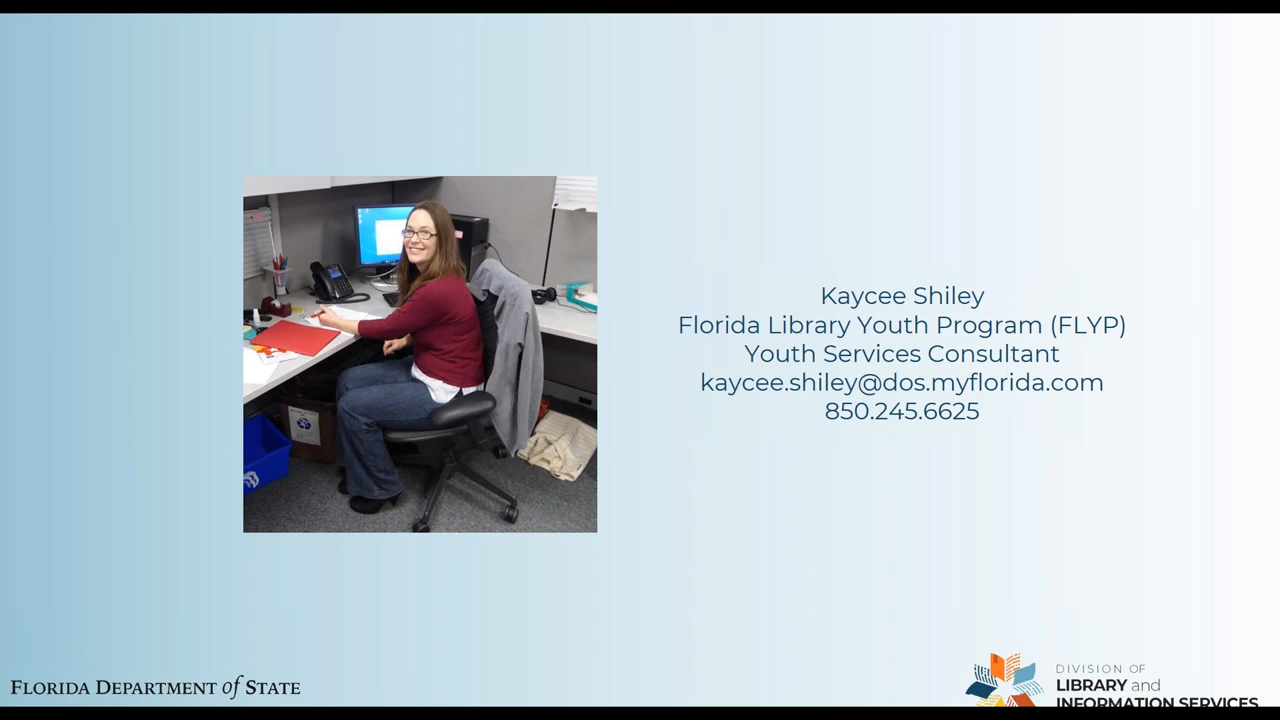 Kaycee Shiley
Florida Library Youth Program (FLYP)
Youth Services Consultant
kaycee.shiley@dos.myflorida.com
850.245.6625
FLORIDA DEPARTMENT of STATE
DIVISION OF
LIBRARY and
INFORMATION SERVICES